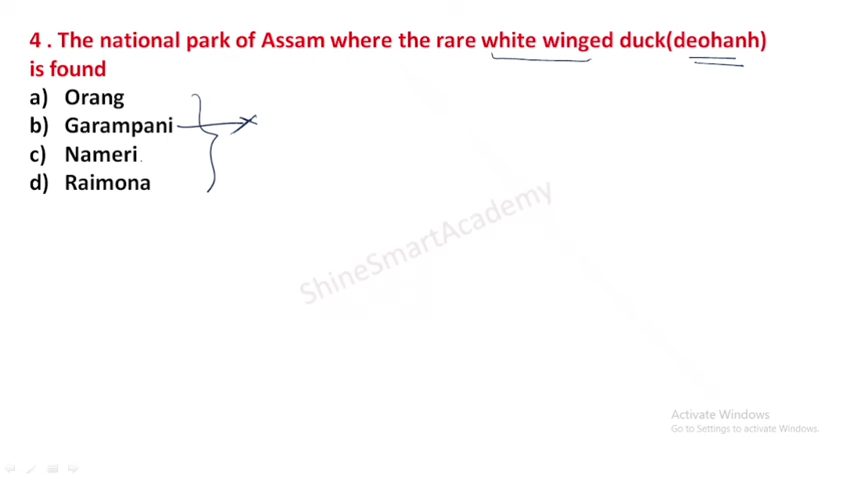 4 . The national park of Assam where the rare white winged duck(deohanh)
is found
a) Orang
b) Garampani
c) Nameri
d) Raimona
ShineSmartAcademy
Activate Windows
Go to Settings to activate Windows.